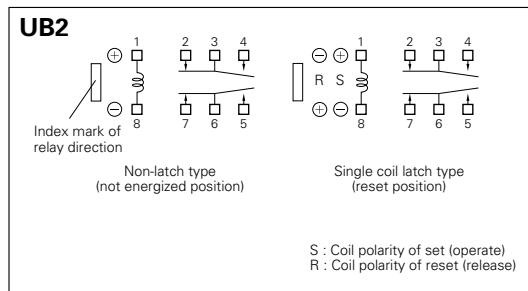 UB2
1 2 3 4
8 7 6 5
Index mark of
relay direction
Non-latch type
(not energized position)
R S
1 2 3 4
8 7 6 5
Single coil latch type
(reset position)
S : Coil polarity of set (operate)
R : Coil polarity of reset (release)